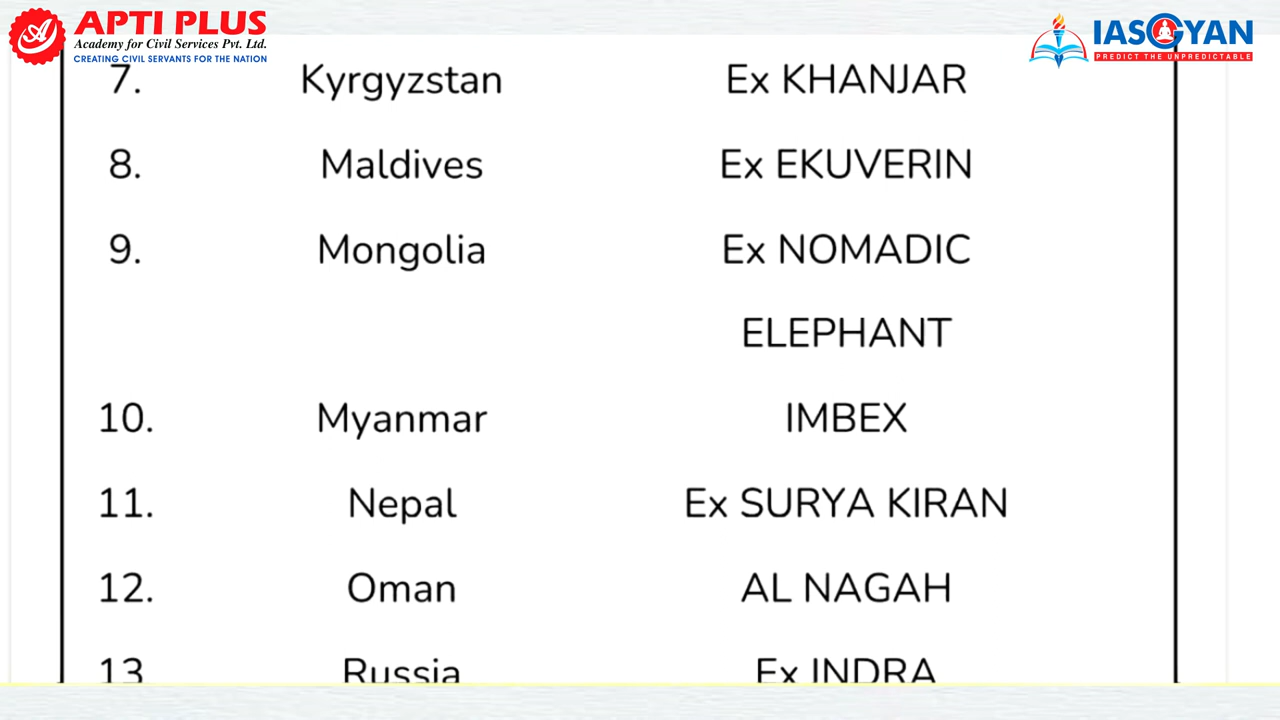 APTI PLUS
Academy for Civil Services Pvt. Ltd.
CREATING CIVIL SERVANTS FOR THE NATION
IASGYAN
PREDICT THE UNPREDICTABLE
7. Kyrgyzstan Ex KHANJAR
8. Maldives Ex EKUVERIN
9. Mongolia Ex NOMADIC
ELEPHANT
10. Myanmar IMBEX
11. Nepal Ex SURYA KIRAN
12. Oman AL NAGAH
13 Russia Ex INDRA